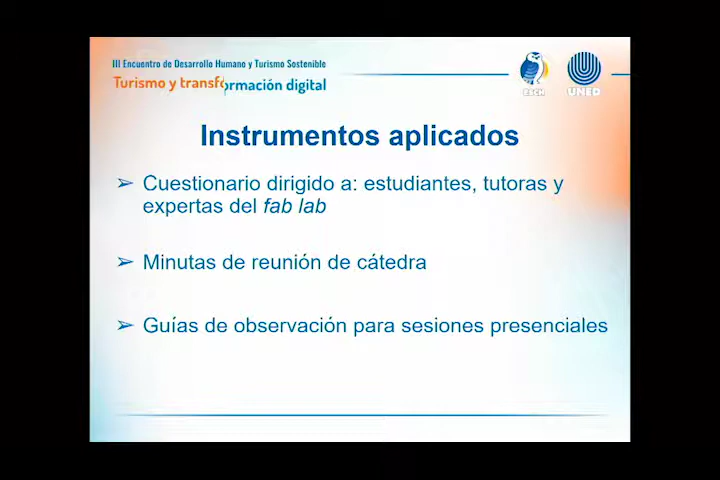 III Encuentro de Desarrollo Humano y Turismo Sostenible
Turismo y transformación digital
ECEN
UNED
Instrumentos aplicados
➢ Cuestionario dirigido a: estudiantes, tutoras y
expertas del fab lab
➢ Minutas de reunión de cátedra
➢ Guías de observación para sesiones presenciales